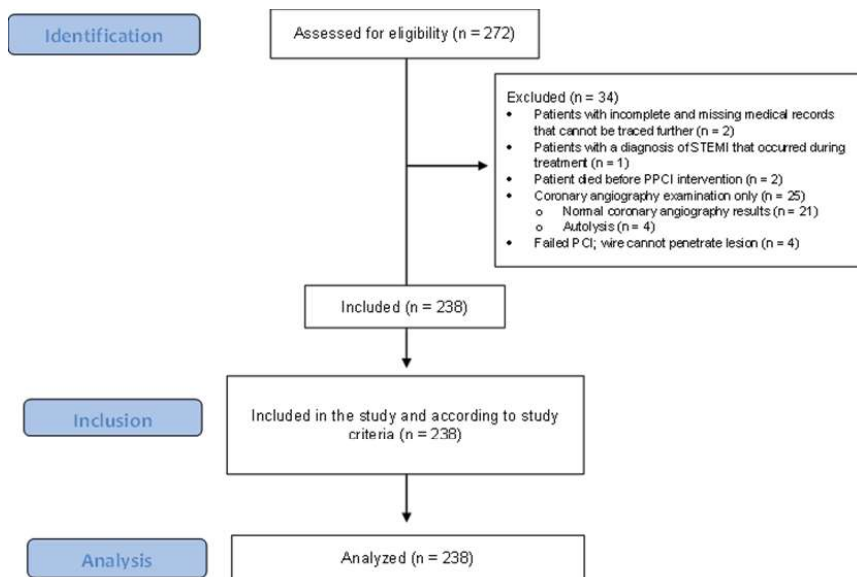 Identification
Assessed for eligibility (n = 272)
Excluded (n = 34)
• Patients with incomplete and missing medical records
that cannot be traced further (n = 2)
• Patients with a diagnosis of STEMI that occurred during
treatment (n = 1)
• Patient died before PPCI intervention (n = 2)
• Coronary angiography examination only (n = 25)
o Normal coronary angiography results (n = 21)
o Autolysis (n = 4)
• Failed PCI; wire cannot penetrate lesion (n = 4)
Included (n = 238)
Inclusion
Included in the study and according to study
criteria (n = 238)
Analysis
Analyzed (n = 238)